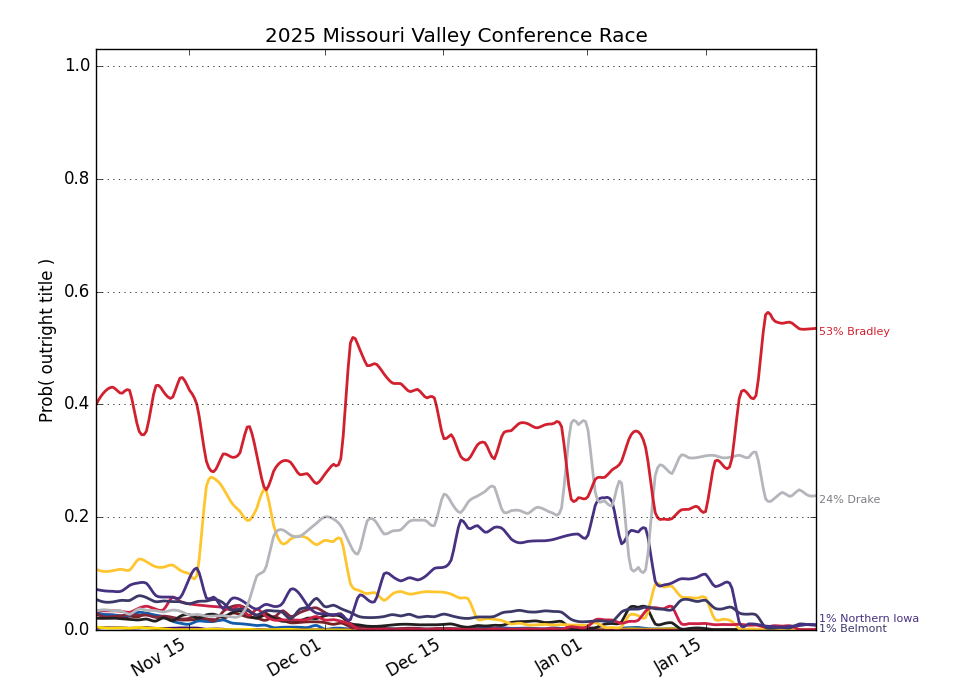 2025 Missouri Valley Conference Race
1.0
0.8
0.6
0.4
0.2
0.0
Prob( outright title )
53% Bradley
24% Drake
1% Northern Iowa
1% Belmont
Nov 15
Dec 01
Dec 15
Jan 01
Jan 15